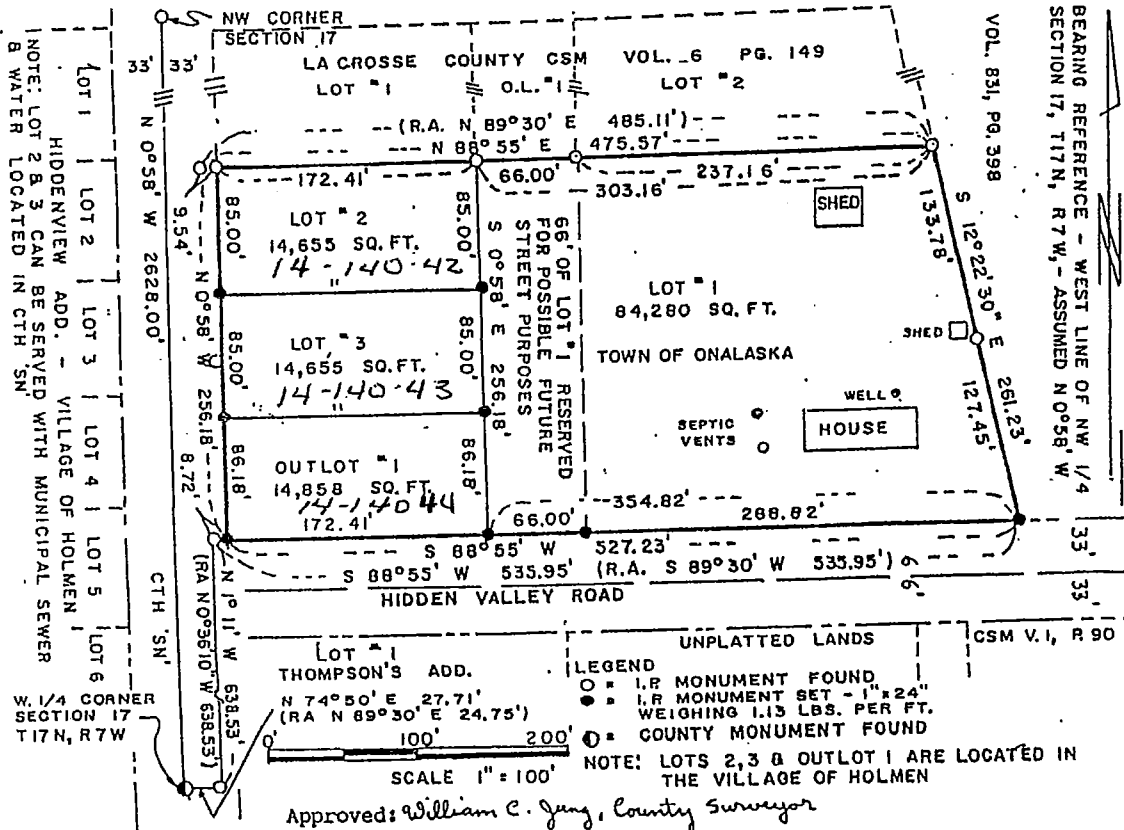 NW CORNER
SECTION 17
33' 33'
LA CROSSE COUNTY CSM VOL. 6 PG. 149
LOT #1 O.L. #1 LOT #2
(R.A. N 89°30' E 485.11')
N 88°55' E 475.57'
172.41' 66.00' 237.16'
303.16'
VOL. 831, PG. 398
BEARING REFERENCE - WEST LINE OF NW 1/4
SECTION 17, T17N, R7W, - ASSUMED N 0°58' W
NOTE: LOT 2 & 3 CAN BE SERVED WITH MUNICIPAL SEWER
& WATER LOCATED IN CTH 'SN'
HIDDENVIEW ADD. - VILLAGE OF HOLMEN
LOT 1
LOT 2
LOT 3
LOT 4
LOT 5
LOT 6
N 0°58' W 2628.00'
CTH 'SN'
9.54'
N 0°58' W 256.18'
8.72'
85.00'
85.00'
86.18'
LOT #2
14,655 SQ. FT.
14-140-42
"
LOT #3
14,655 SQ. FT.
14-140-43
"
OUTLOT #1
14,858 SQ. FT.
14-140 44
172.41'
85.00'
85.00'
86.18'
S 0°58' E 256.18'
66' OF LOT #1 RESERVED
FOR POSSIBLE FUTURE
STREET PURPOSES
SHED
LOT #1
84,280 SQ. FT.
TOWN OF ONALASKA
SHED
WELL
SEPTIC
VENTS
HOUSE
S 12°22'30" E 261.23'
133.78'
127.45'
354.82'
66.00' 288.82'
S 88°55' W 527.23'
S 88°55' W 535.95' (R.A. S 89°30' W 535.95')
66'
33'
33'
HIDDEN VALLEY ROAD
N 1°11' W 638.53'
(RA N 0°36'10" W 638.53')
LOT #1
THOMPSON'S ADD.
UNPLATTED LANDS
CSM V.1, P. 90
N 74°50' E 27.71'
(RA N 89°30' E 24.75')
W. 1/4 CORNER
SECTION 17
T17N, R7W
0' 100' 200'
SCALE 1" = 100'
LEGEND
= I.R MONUMENT FOUND
= I.R MONUMENT SET - 1" x 24"
WEIGHING 1.13 LBS. PER FT.
= COUNTY MONUMENT FOUND
NOTE: LOTS 2,3 & OUTLOT 1 ARE LOCATED IN
THE VILLAGE OF HOLMEN
Approved: William C. Jung, County Surveyor